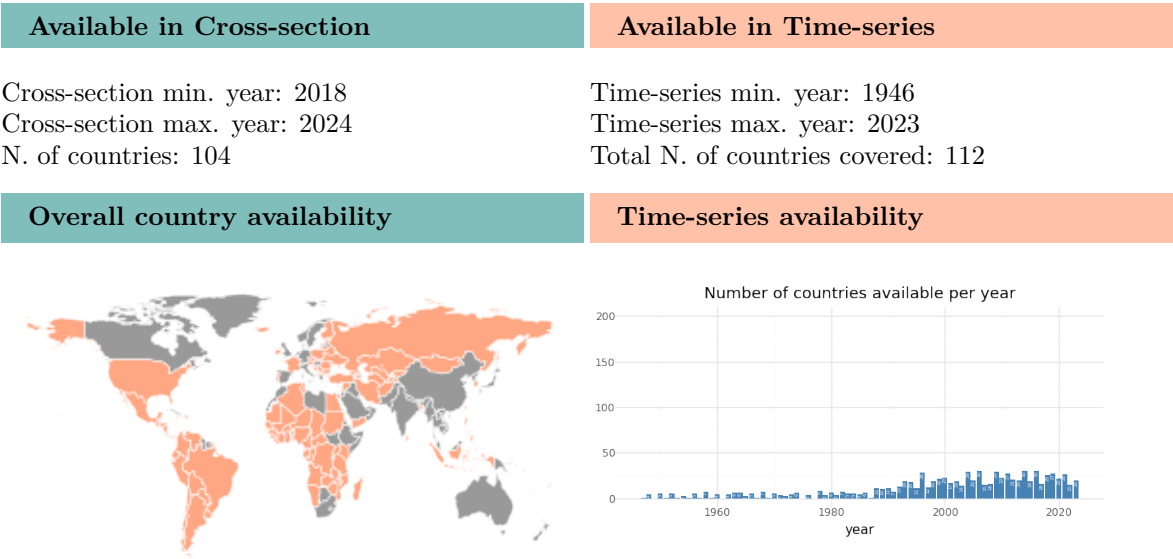 Available in Cross-section
Available in Time-series
Cross-section min. year: 2018
Cross-section max. year: 2024
N. of countries: 104
Time-series min. year: 1946
Time-series max. year: 2023
Total N. of countries covered: 112
Overall country availability
Time-series availability
Number of countries available per year
200
150
100
50
0
1960
1980
2000
2020
year